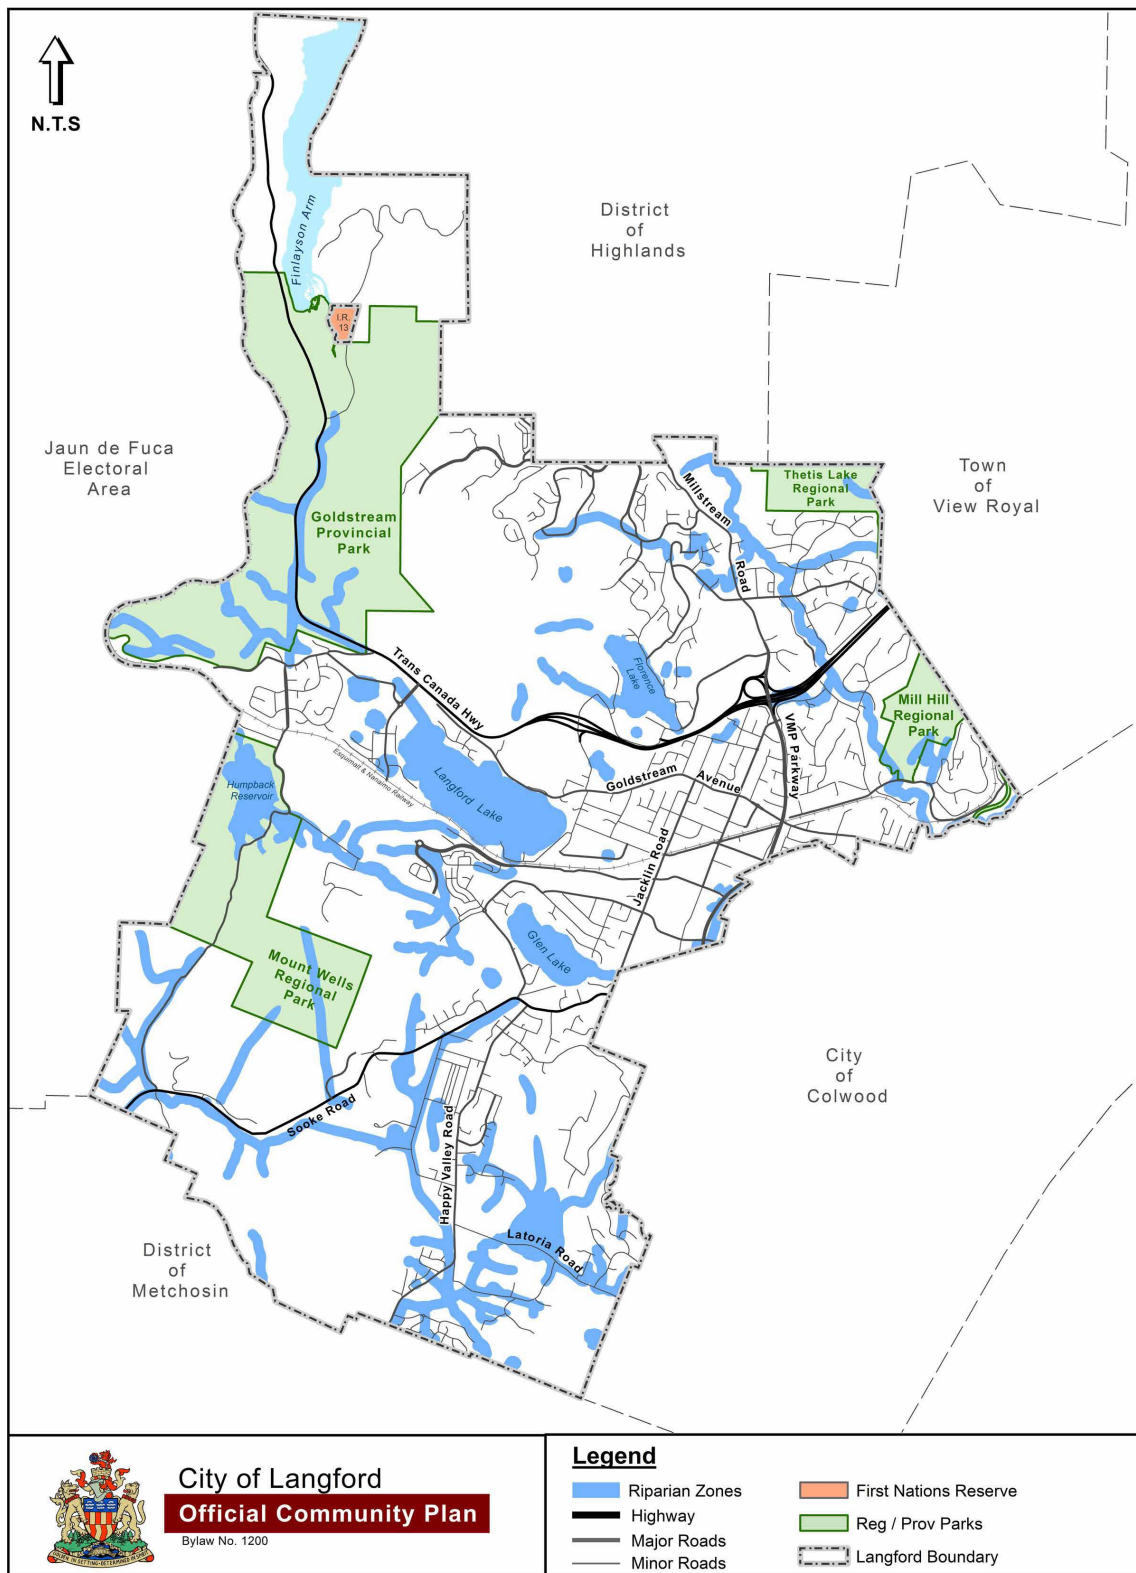 N.T.S
Finlayson Arm
District
of
Highlands
I.R.
13
Jaun de Fuca
Electoral
Area
Goldstream
Provincial
Park
Millstream
Road
Thetis Lake
Regional
Park
Town
of
View Royal
Trans Canada Hwy
Florence
Lake
Mill Hill
Regional
Park
VMP Parkway
Goldstream
Avenue
Humpback
Reservoir
Esquimalt & Nanaimo Railway
Langford Lake
Jacklin Road
Glen Lake
Mount Wells
Regional
Park
City
of
Colwood
Sooke Road
Happy Valley Road
Latoria Road
District
of
Metchosin
City of Langford
Official Community Plan
Bylaw No. 1200
Legend
Riparian Zones
Highway
Major Roads
Minor Roads
First Nations Reserve
Reg / Prov Parks
Langford Boundary